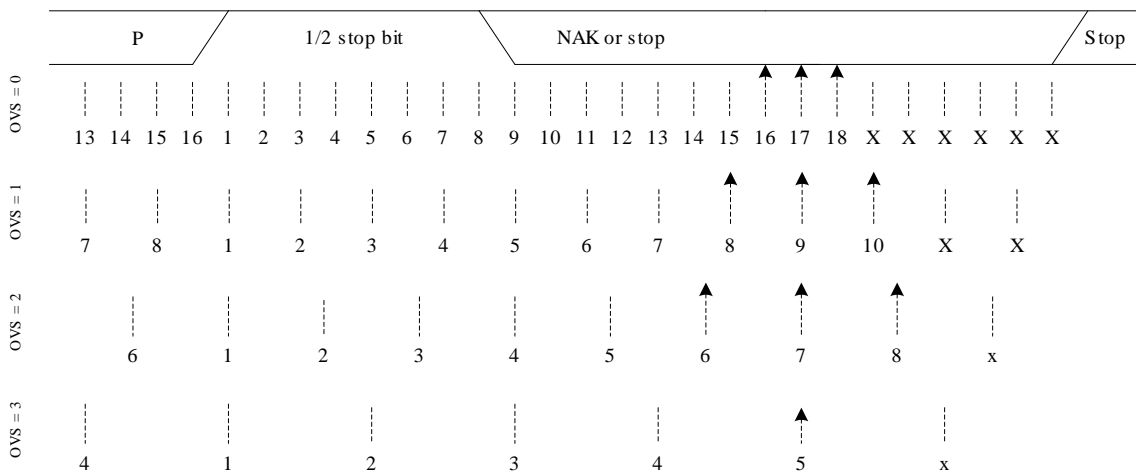 P 1/2 stop bit NAK or stop Stop
OVS = 0
13 14 15 16 1 2 3 4 5 6 7 8 9 10 11 12 13 14 15 16 17 18 X X X X X X
OVS = 1
7 8 1 2 3 4 5 6 7 8 9 10 X X
OVS = 2
6 1 2 3 4 5 6 7 8 x
OVS = 3
4 1 2 3 4 5 x